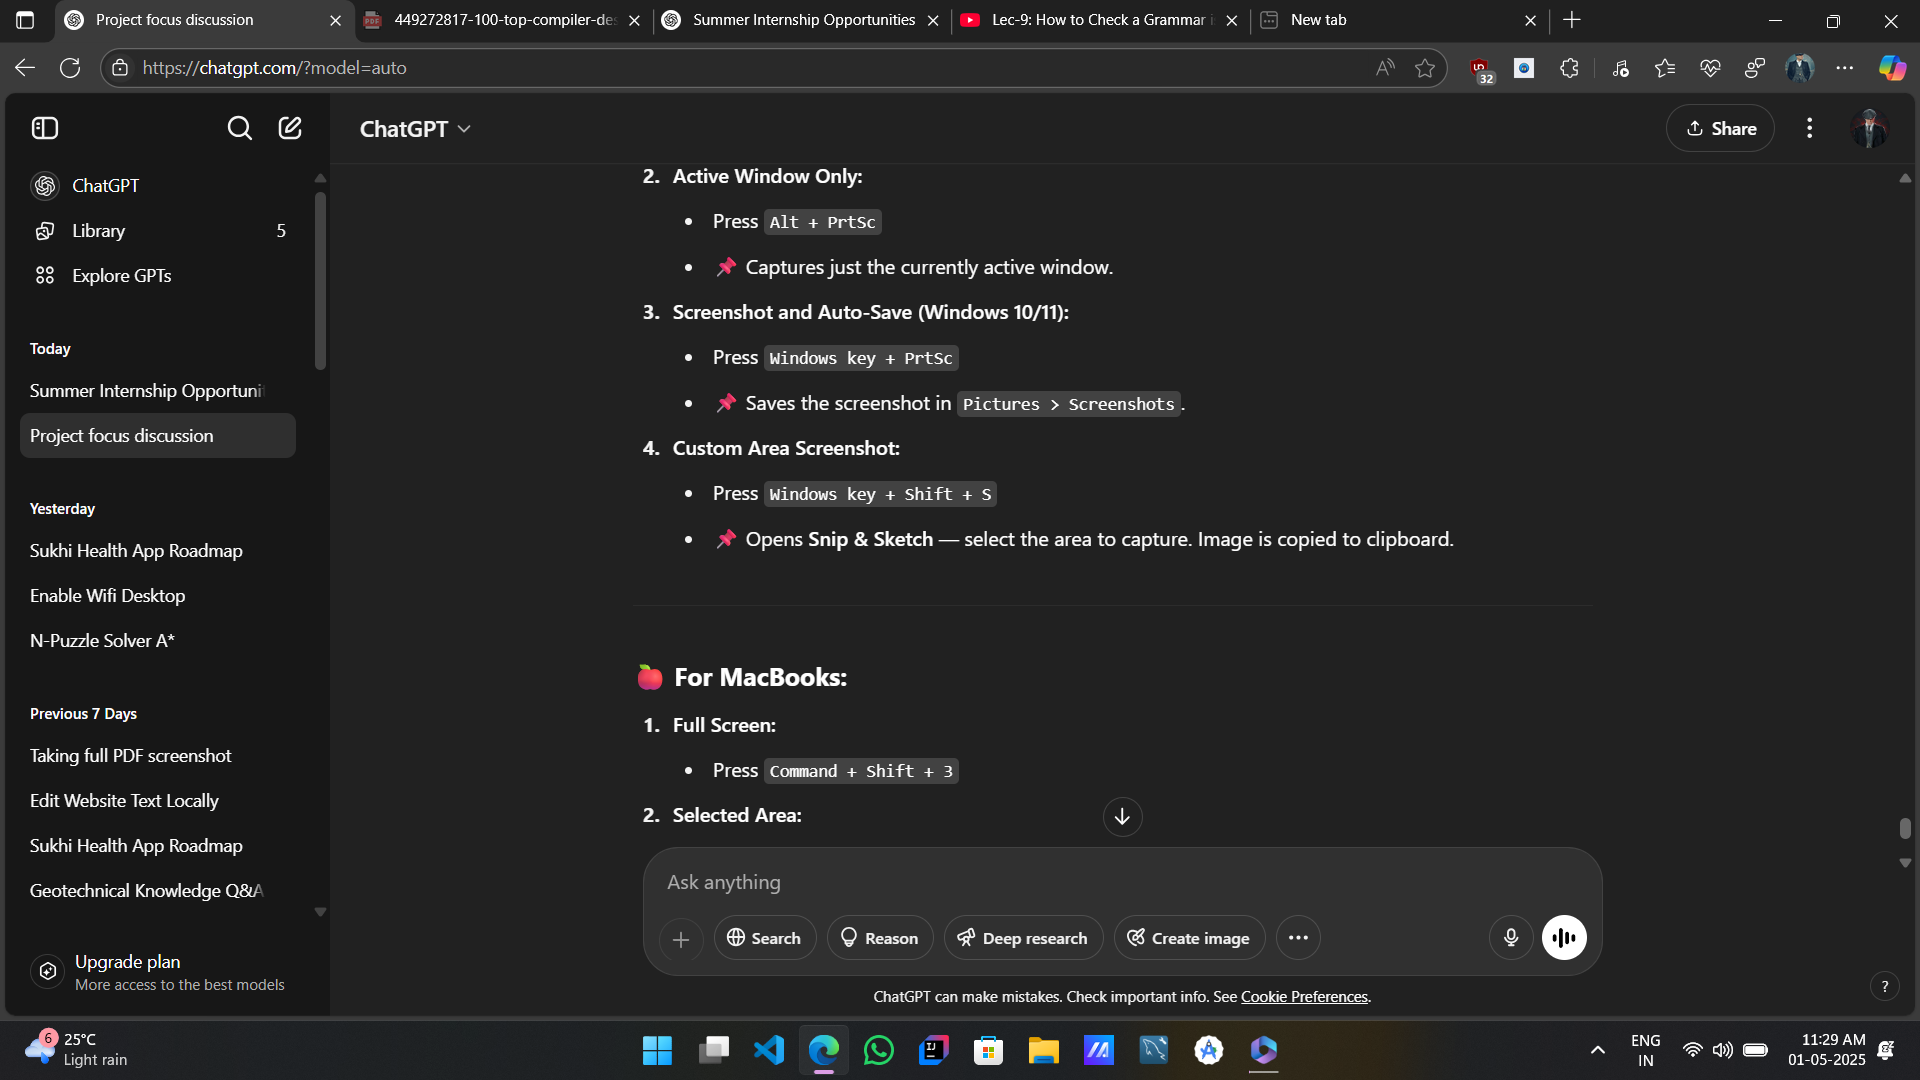 Project focus discussion
449272817-100-top-compiler-des
Summer Internship Opportunities
Lec-9: How to Check a Grammar i
New tab
https://chatgpt.com/?model=auto
32
ChatGPT
Share
ChatGPT
Library 5
Explore GPTs
Today
Summer Internship Opportuni
Project focus discussion
Yesterday
Sukhi Health App Roadmap
Enable Wifi Desktop
N-Puzzle Solver A*
Previous 7 Days
Taking full PDF screenshot
Edit Website Text Locally
Sukhi Health App Roadmap
Geotechnical Knowledge Q&A
Upgrade plan
More access to the best models
2. Active Window Only:
• Press Alt + PrtSc
• 📌 Captures just the currently active window.
3. Screenshot and Auto-Save (Windows 10/11):
• Press Windows key + PrtSc
• 📌 Saves the screenshot in Pictures > Screenshots.
4. Custom Area Screenshot:
• Press Windows key + Shift + S
• 📌 Opens Snip & Sketch — select the area to capture. Image is copied to clipboard.
🍎 For MacBooks:
1. Full Screen:
• Press Command + Shift + 3
2. Selected Area:
Ask anything
Search
Reason
Deep research
Create image
ChatGPT can make mistakes. Check important info. See Cookie Preferences.
?
6
25°C
Light rain
ENG
IN
11:29 AM
01-05-2025